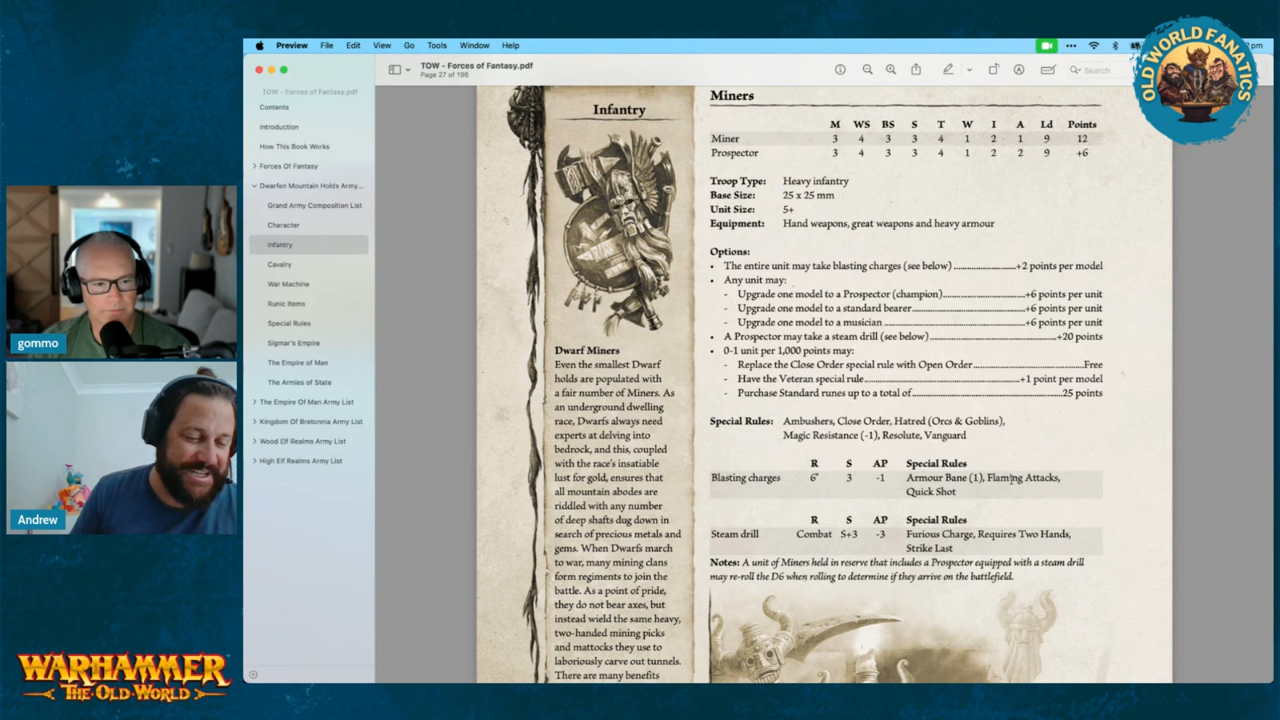 Preview File Edit View Go Tools Window Help
TOW - Forces of Fantasy.pdf
Page 27 of 196
Search
OLD WORLD FANATICS
TOW - Forces of Fantasy.pdf
Contents
Introduction
How This Book Works
Forces Of Fantasy
Dwarfen Mountain Holds Army...
Grand Army Composition List
Character
Infantry
Cavalry
War Machine
Runic Items
Special Rules
Sigmar's Empire
The Empire of Man
The Armies of State
The Empire Of Man Army List
Kingdom Of Bretonnia Army List
Wood Elf Realms Army List
High Elf Realms Army List
gommo
Andrew
WARHAMMER
THE·OLD·WORLD
Infantry
Dwarf Miners
Even the smallest Dwarf
holds are populated with
a fair number of Miners. As
an underground dwelling
race, Dwarfs always need
experts at delving into
bedrock, and this, coupled
with the race's insatiable
lust for gold, ensures that
all mountain abodes are
riddled with any number
of deep shafts dug down in
search of precious metals and
gems. When Dwarfs march
to war, many mining clans
form regiments to join the
battle. As a point of pride,
they do not bear axes, but
instead wield the same heavy,
two-handed mining picks
and mattocks they use to
laboriously carve out tunnels.
There are many benefits
Miners
M WS BS S T W I A Ld Points
Miner 3 4 3 3 4 1 2 1 9 12
Prospector 3 4 3 3 4 1 2 2 9 +6
Troop Type: Heavy infantry
Base Size: 25 x 25 mm
Unit Size: 5+
Equipment: Hand weapons, great weapons and heavy armour
Options:
• The entire unit may take blasting charges (see below)....................+2 points per model
• Any unit may:
- Upgrade one model to a Prospector (champion)..........................+6 points per unit
- Upgrade one model to a standard bearer....................................+6 points per unit
- Upgrade one model to a musician.............................................+6 points per unit
• A Prospector may take a steam drill (see below)...................................+20 points
• 0-1 unit per 1,000 points may:
- Replace the Close Order special rule with Open Order...............................Free
- Have the Veteran special rule................................................+1 point per model
- Purchase Standard runes up to a total of...........................................25 points
Special Rules: Ambushers, Close Order, Hatred (Orcs & Goblins),
Magic Resistance (-1), Resolute, Vanguard
R S AP Special Rules
Blasting charges 6" 3 -1 Armour Bane (1), Flaming Attacks,
Quick Shot
R S AP Special Rules
Steam drill Combat S+3 -3 Furious Charge, Requires Two Hands,
Strike Last
Notes: A unit of Miners held in reserve that includes a Prospector equipped with a steam drill
may re-roll the D6 when rolling to determine if they arrive on the battlefield.